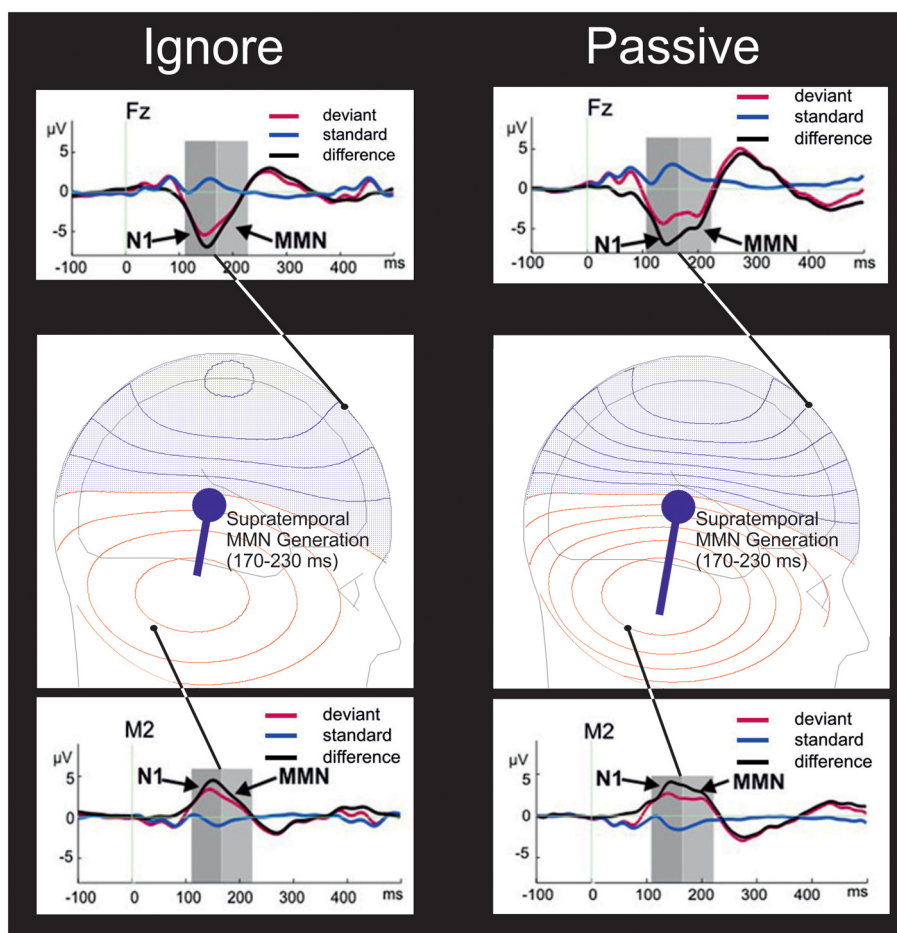 Ignore
Passive
Fz
µV
deviant
standard
difference
5
0
-5
N1
MMN
-100
0
100
200
300
400
ms
Fz
µV
deviant
standard
difference
5
0
-5
N1
MMN
-100
0
100
200
300
400
ms
Supratemporal
MMN Generation
(170-230 ms)
Supratemporal
MMN Generation
(170-230 ms)
M2
µV
deviant
standard
difference
5
0
-5
N1
MMN
-100
0
100
200
300
400
ms
M2
µV
deviant
standard
difference
5
0
-5
N1
MMN
-100
0
100
200
300
400
ms